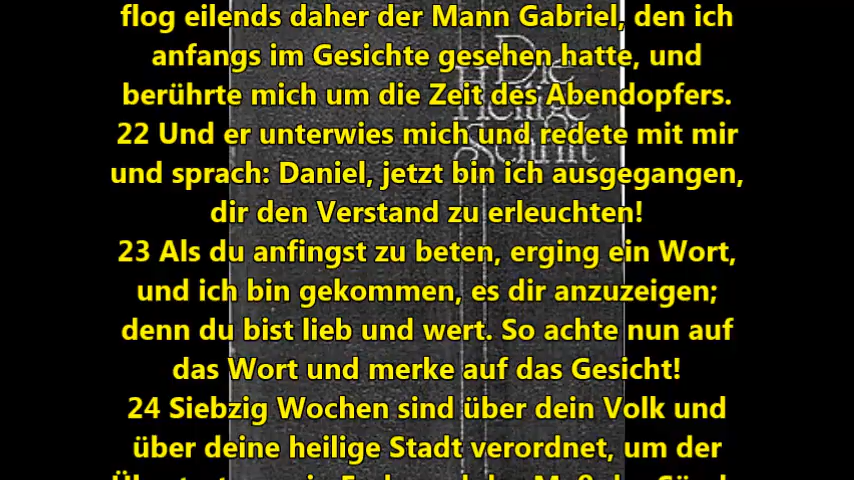 flog eilends daher der Mann Gabriel, den ich
anfangs im Gesichte gesehen hatte, und
berührte mich um die Zeit des Abendopfers.
22 Und er unterwies mich und redete mit mir
und sprach: Daniel, jetzt bin ich ausgegangen,
dir den Verstand zu erleuchten!
23 Als du anfingst zu beten, erging ein Wort,
und ich bin gekommen, es dir anzuzeigen;
denn du bist lieb und wert. So achte nun auf
das Wort und merke auf das Gesicht!
24 Siebzig Wochen sind über dein Volk und
über deine heilige Stadt verordnet, um der
Die
Heilige
Schrift